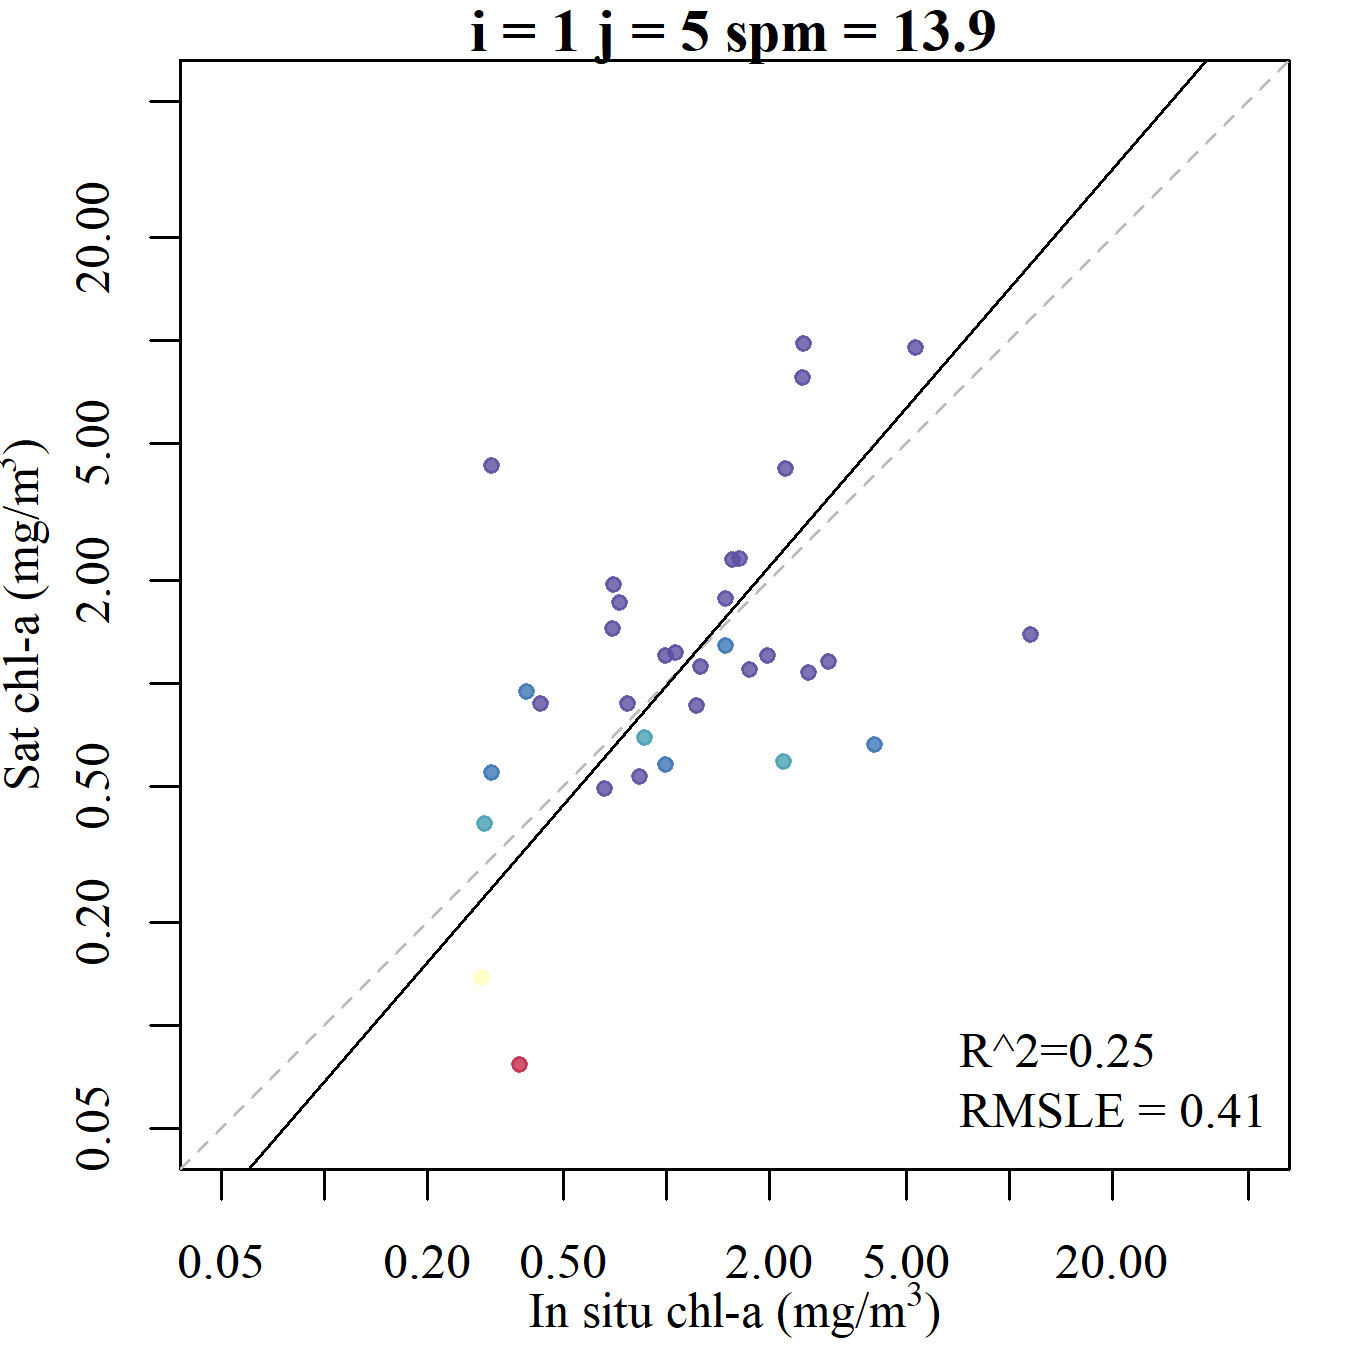 i = 1 j = 5 spm = 13.9
20.00
5.00
2.00
0.50
0.20
0.05
Sat chl-a (mg/m³)
R^2=0.25
RMSLE = 0.41
0.05 0.20 0.50 2.00 5.00 20.00
In situ chl-a (mg/m³)